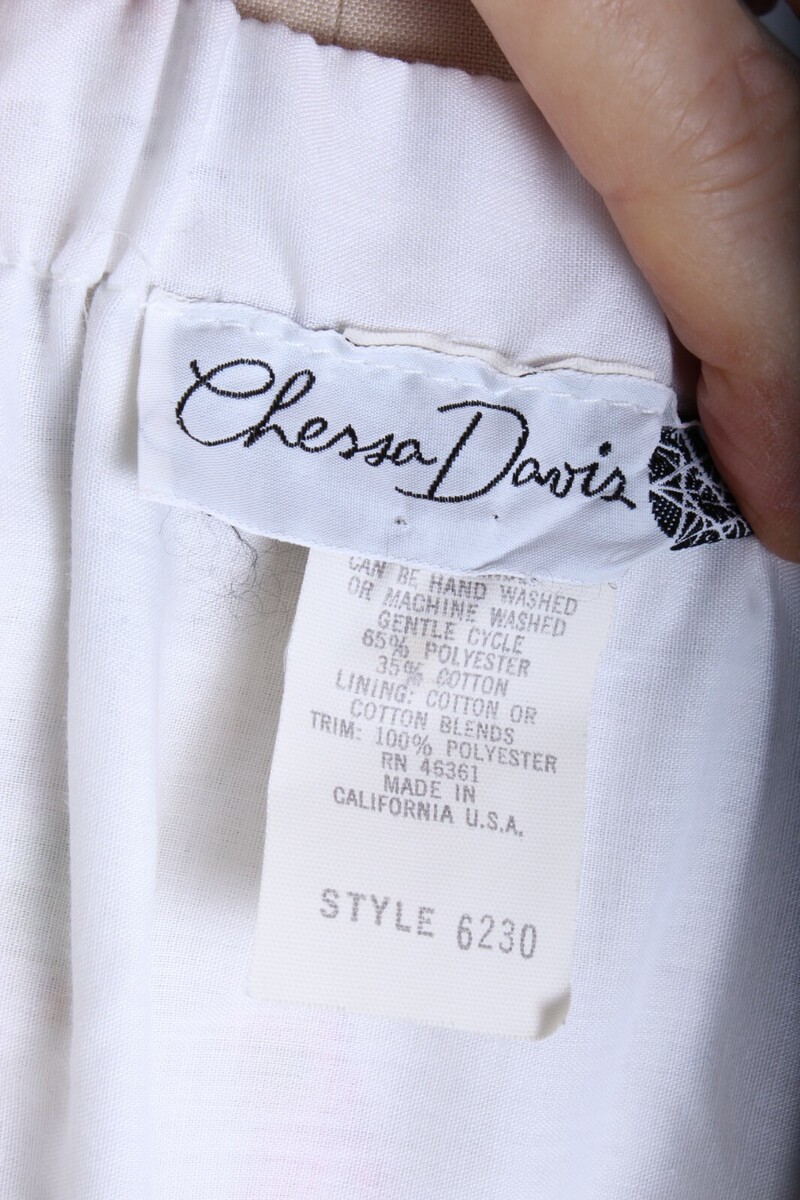 Chessa Davis
CAN BE HAND WASHED
OR MACHINE WASHED
GENTLE CYCLE
65% POLYESTER
35% COTTON
LINING: COTTON OR
COTTON BLENDS
TRIM: 100% POLYESTER
RN 46361
MADE IN
CALIFORNIA U.S.A.
STYLE 6230